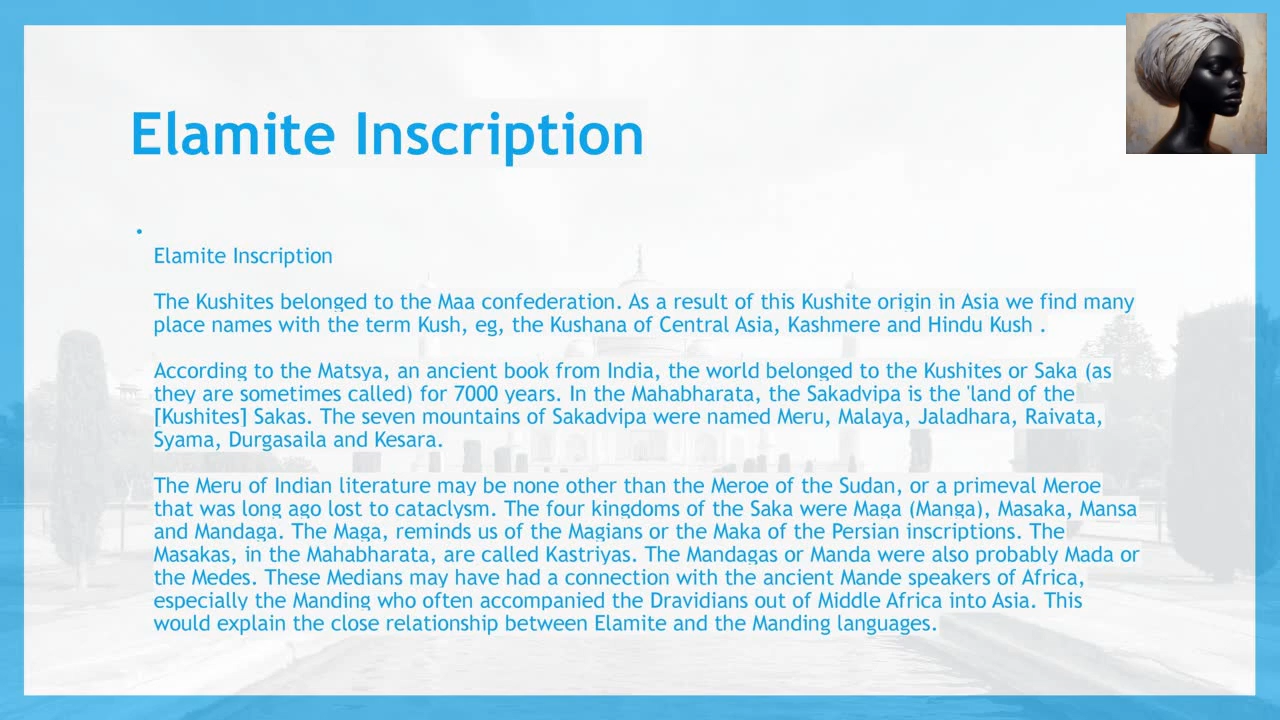 Elamite Inscription
•
Elamite Inscription
The Kushites belonged to the Maa confederation. As a result of this Kushite origin in Asia we find many
place names with the term Kush, eg, the Kushana of Central Asia, Kashmere and Hindu Kush .
According to the Matsya, an ancient book from India, the world belonged to the Kushites or Saka (as
they are sometimes called) for 7000 years. In the Mahabharata, the Sakadvipa is the 'land of the
[Kushites] Sakas. The seven mountains of Sakadvipa were named Meru, Malaya, Jaladhara, Raivata,
Syama, Durgasaila and Kesara.
The Meru of Indian literature may be none other than the Meroe of the Sudan, or a primeval Meroe
that was long ago lost to cataclysm. The four kingdoms of the Saka were Maga (Manga), Masaka, Mansa
and Mandaga. The Maga, reminds us of the Magians or the Maka of the Persian inscriptions. The
Masakas, in the Mahabharata, are called Kastriyas. The Mandagas or Manda were also probably Mada or
the Medes. These Medians may have had a connection with the ancient Mande speakers of Africa,
especially the Manding who often accompanied the Dravidians out of Middle Africa into Asia. This
would explain the close relationship between Elamite and the Manding languages.